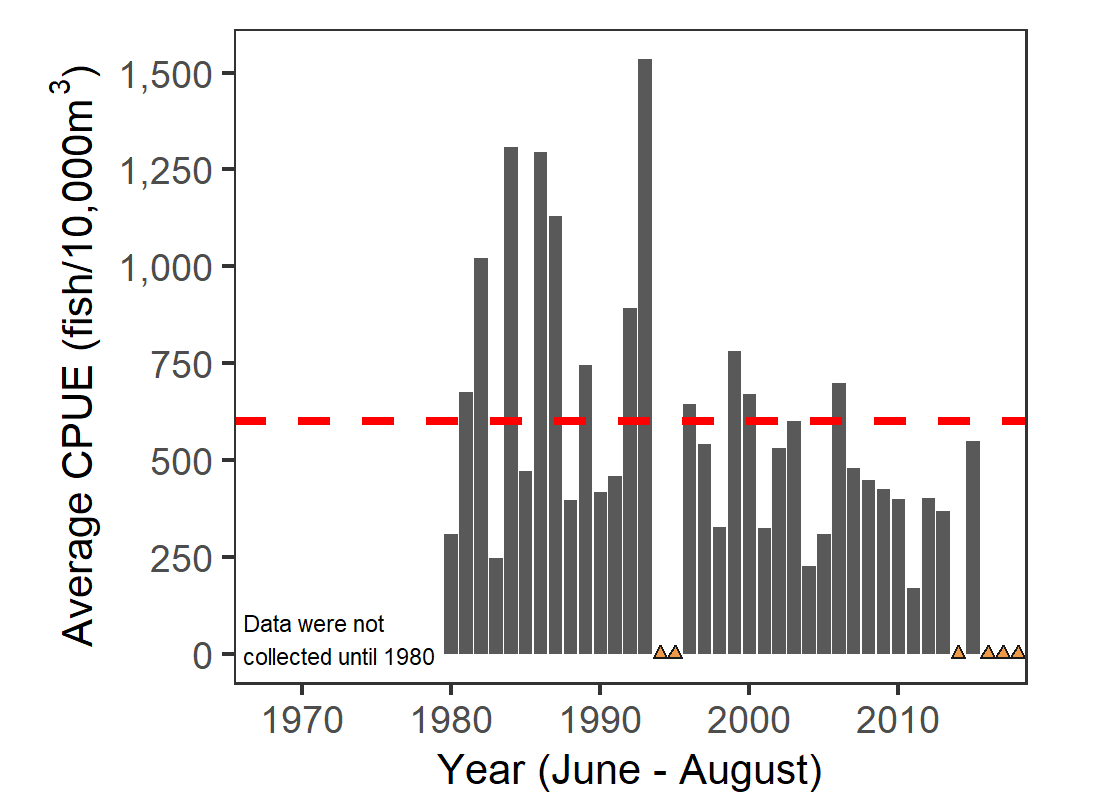 Average CPUE (fish/10,000m³)
1,500
1,250
1,000
750
500
250
0
Data were not
collected until 1980
1970 1980 1990 2000 2010
Year (June - August)